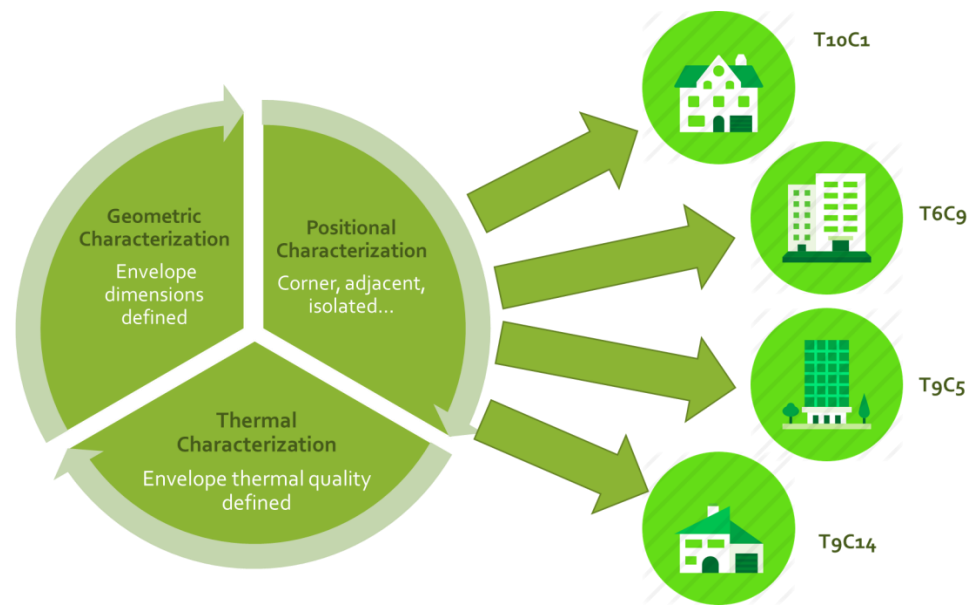 Geometric
Characterization
Envelope
dimensions
defined
Positional
Characterization
Corner, adjacent,
isolated...
Thermal
Characterization
Envelope thermal quality
defined
T10C1
T6C9
T9C5
T9C14